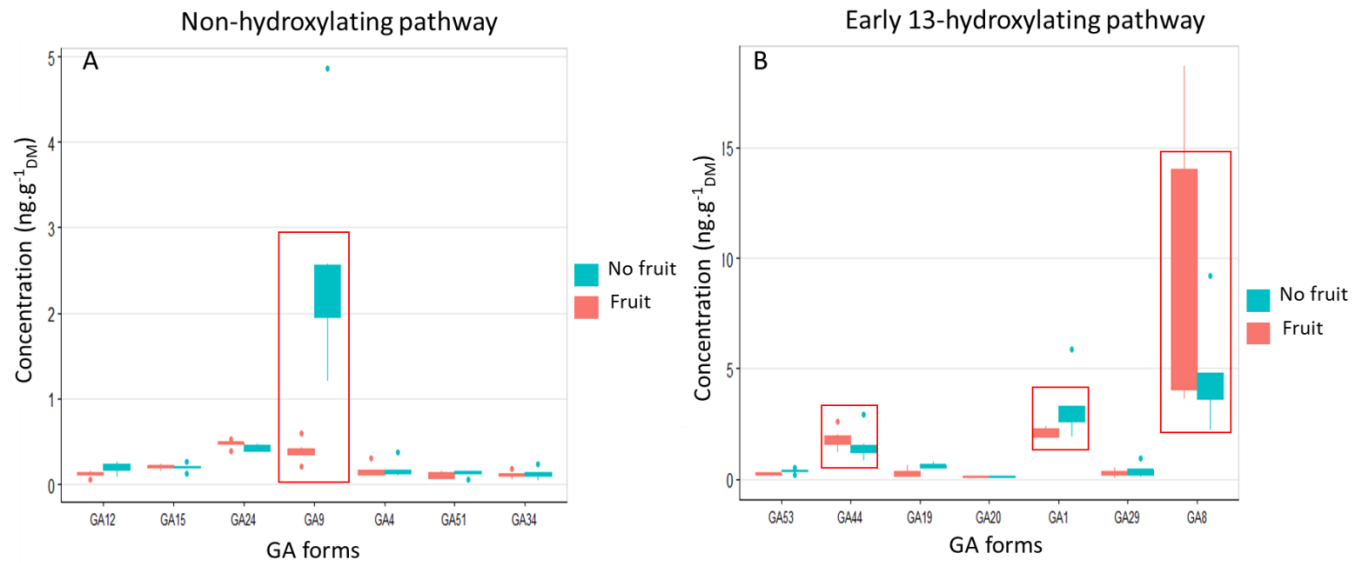 Non-hydroxylating pathway
A
Concentration (ng.g⁻¹DM)
5
4
3
2
1
0
GA12 GA15 GA24 GA9 GA4 GA51 GA34
GA forms
No fruit
Fruit
Early 13-hydroxylating pathway
B
Concentration (ng.g⁻¹DM)
15
10
5
0
GA53 GA44 GA19 GA20 GA1 GA29 GA8
GA forms
No fruit
Fruit